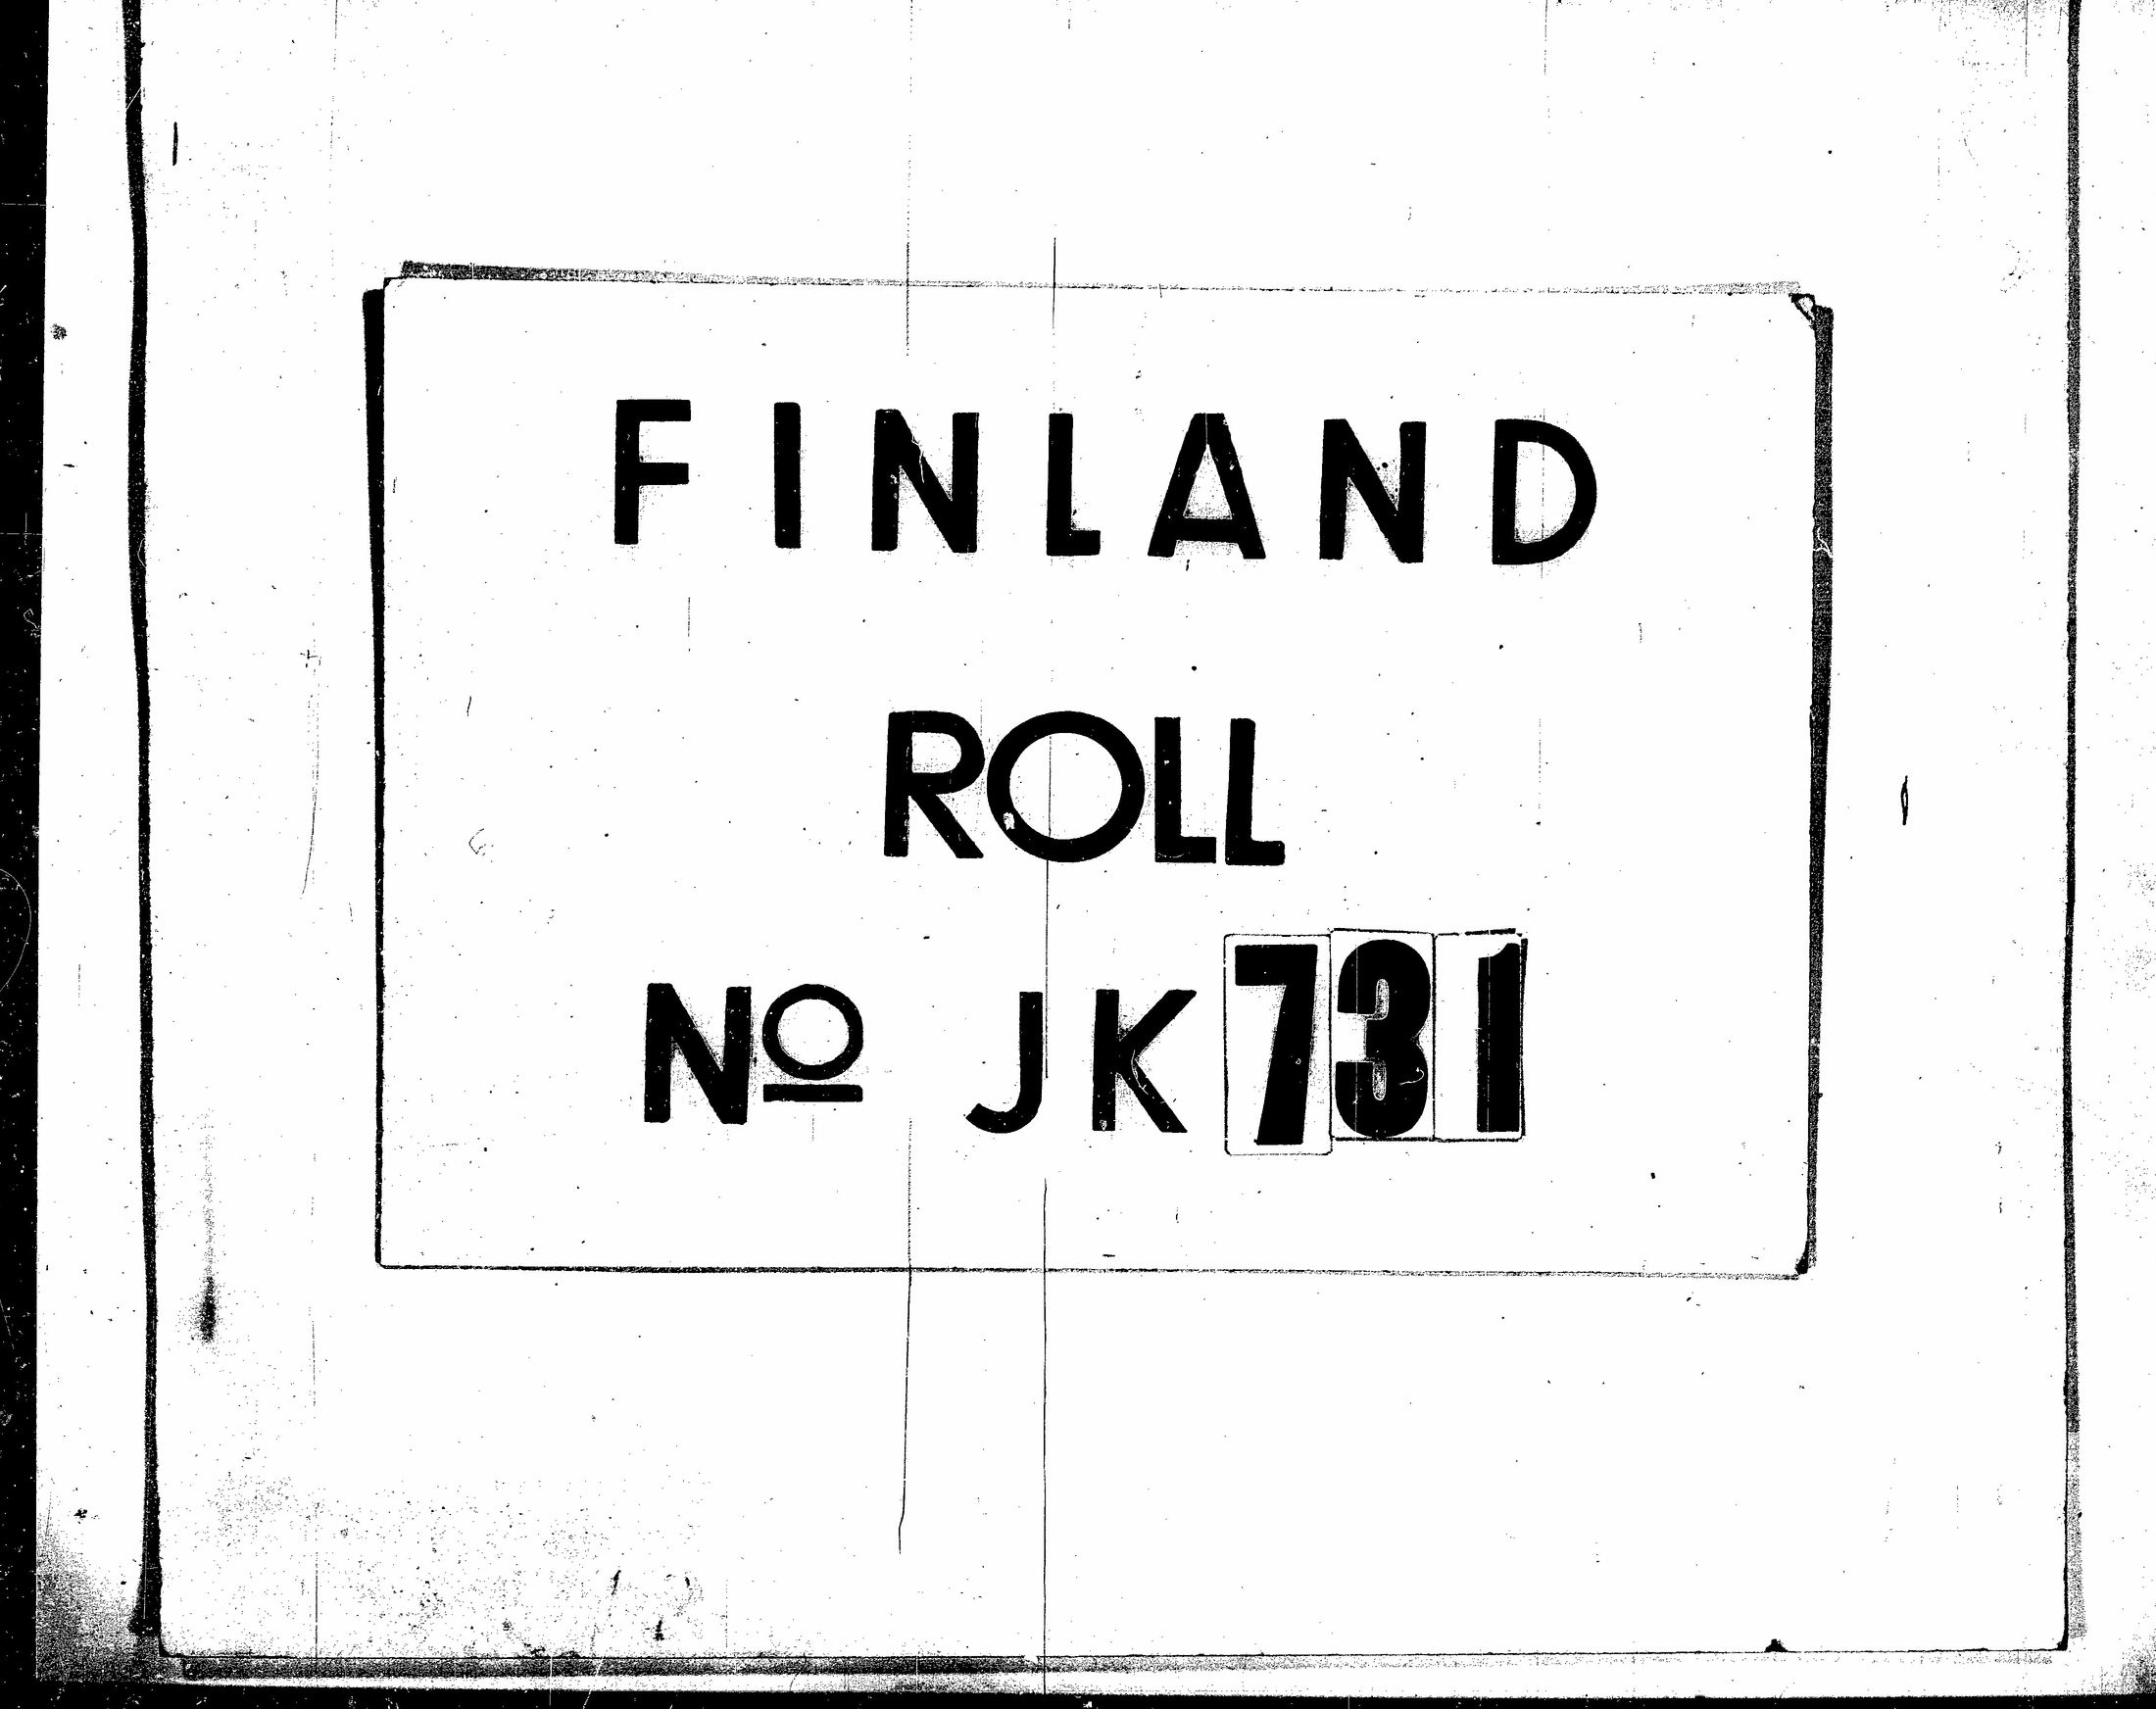 FINLAND
ROLL
Nº JK 731